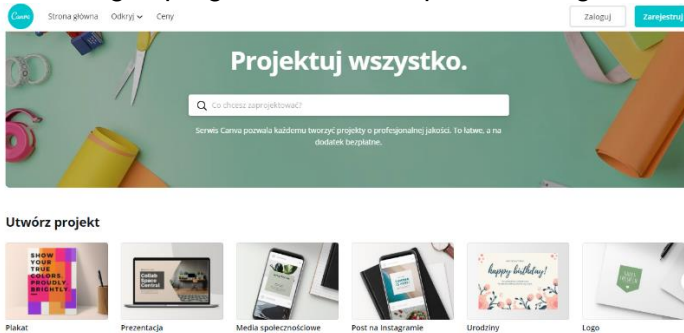 Canva
Strona główna
Odkryj
Ceny
Zaloguj
Zarejestruj
Projektuj wszystko.
Co chcesz zaprojektować?
Serwis Canva pozwala każdemu tworzyć projekty o profesjonalnej jakości. To łatwe, a na
dodatek bezpłatne.
Utwórz projekt
SHOW
YOUR
TRUE
COLORS.
PROUDLY.
BRIGHTLY.
Collab
Space
Central
happy birthday!
Plakat
Prezentacja
Media społecznościowe
Post na Instagramie
Urodziny
Logo